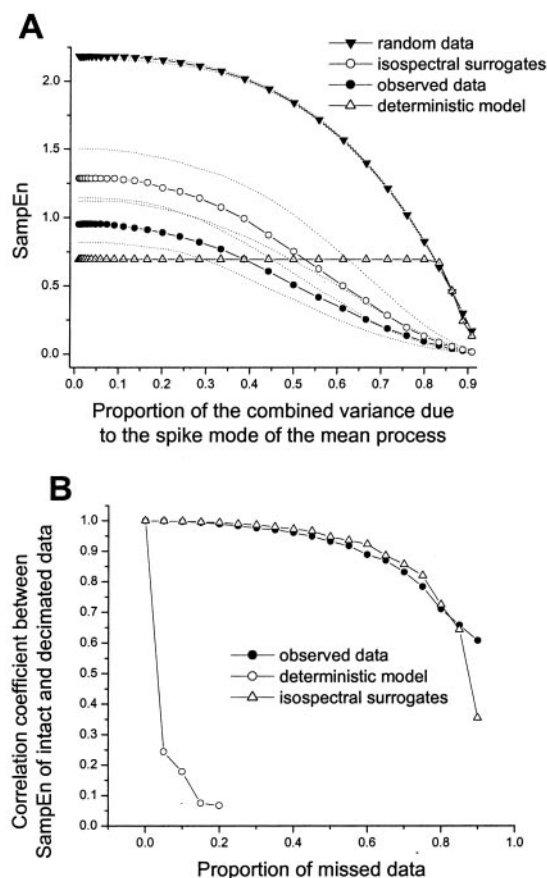 A
random data
isospectral surrogates
observed data
deterministic model
SampEn
2.0
1.5
1.0
0.5
0.0
0.0 0.1 0.2 0.3 0.4 0.5 0.6 0.7 0.8 0.9
Proportion of the combined variance due
to the spike mode of the mean process
B
Correlation coefficient between
SampEn of intact and decimated data
1.0
0.9
0.8
0.7
0.6
0.5
0.4
0.3
0.2
0.1
0.0
observed data
deterministic model
isospectral surrogates
0.0 0.2 0.4 0.6 0.8 1.0
Proportion of missed data